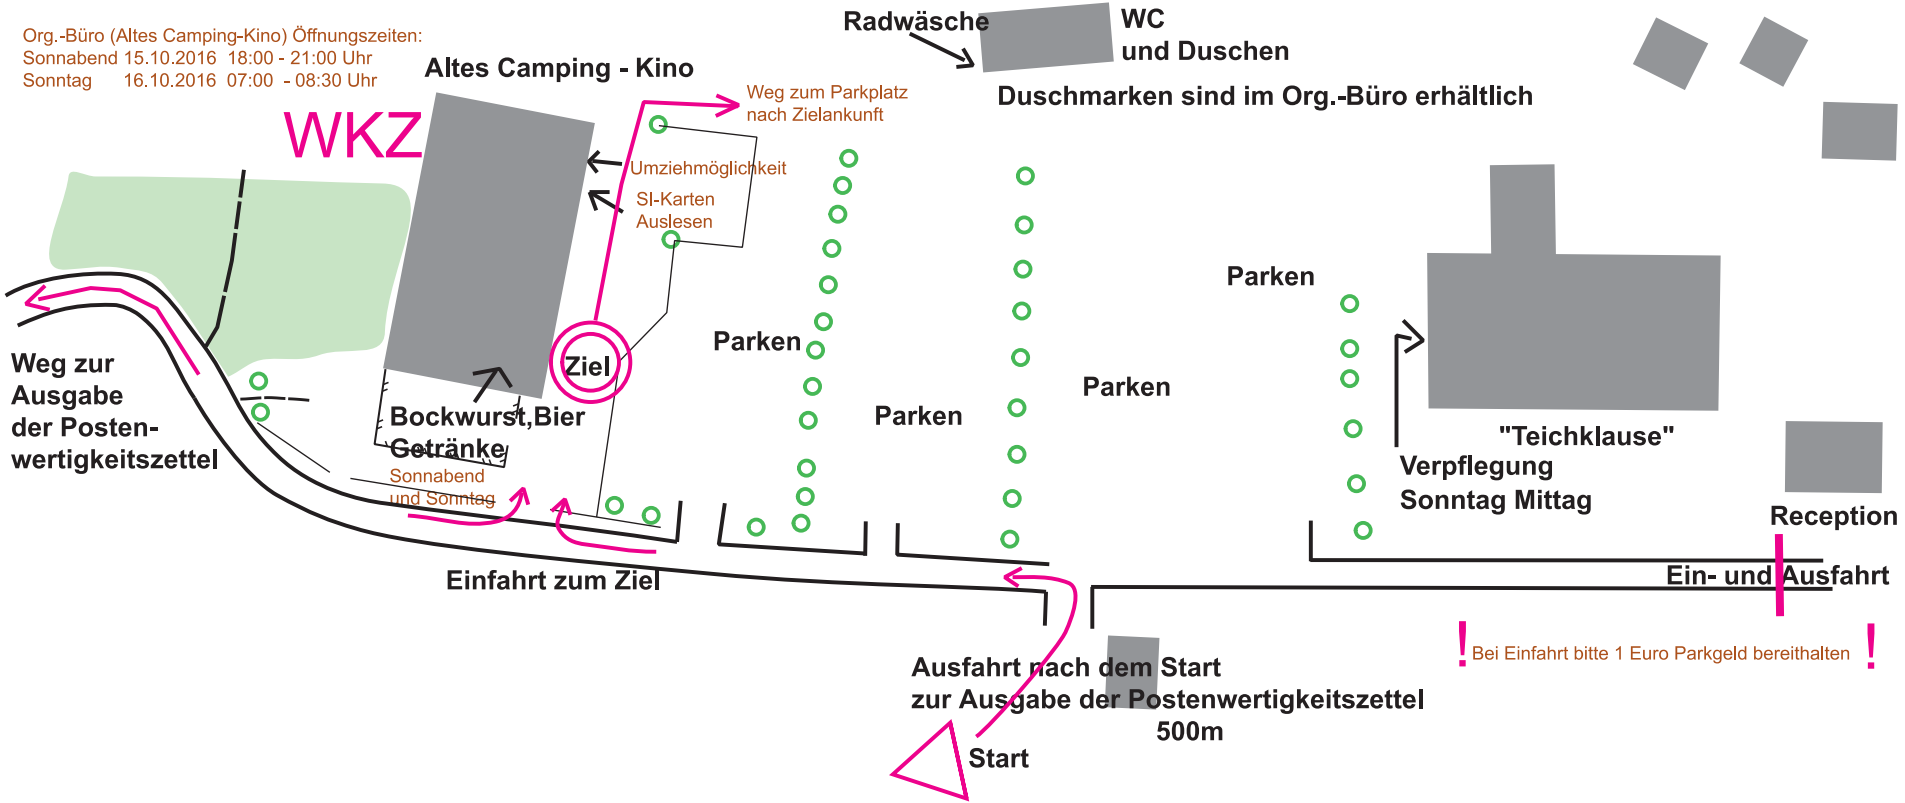 Org.-Büro (Altes Camping-Kino) Öffnungszeiten:
Sonnabend 15.10.2016 18:00 - 21:00 Uhr
Sonntag 16.10.2016 07:00 - 08:30 Uhr
WKZ
Altes Camping - Kino
Radwäsche
WC
und Duschen
Duschmarken sind im Org.-Büro erhältlich
Weg zum Parkplatz
nach Zielankunft
Umziehmöglichkeit
SI-Karten
Auslesen
Parken
Parken
Parken
Parken
Weg zur
Ausgabe
der Posten-
wertigkeitszettel
Ziel
Bockwurst,Bier
Getränke
Sonnabend
und Sonntag
"Teichklause"
Verpflegung
Sonntag Mittag
Reception
Ein- und Ausfahrt
Einfahrt zum Ziel
! Bei Einfahrt bitte 1 Euro Parkgeld bereithalten !
Ausfahrt nach dem Start
zur Ausgabe der Postenwertigkeitszettel
500m
Start